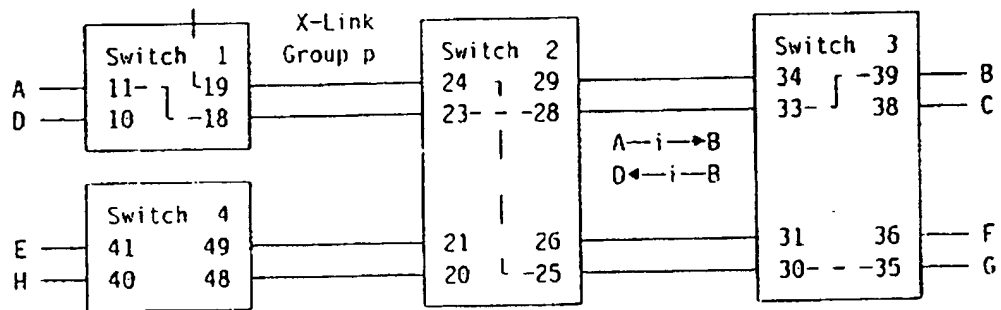 X-Link
Group p
Switch 1
A 11 19
D 10 18
Switch 2
24 29
23 28
21 26
20 25
A—i—►B
D◄—i—B
Switch 3
34 39 B
33 38 C
31 36 F
30 35 G
Switch 4
E 41 49
H 40 48